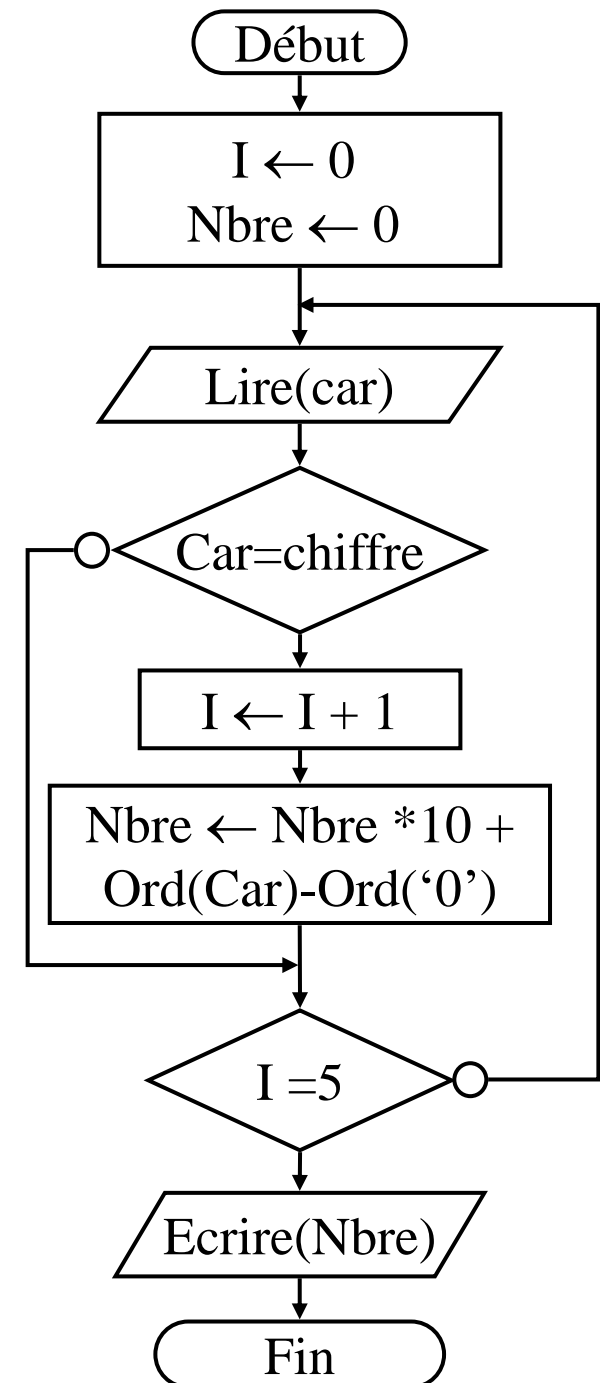 Début
I ← 0
Nbre ← 0
Lire(car)
Car=chiffre
I ← I + 1
Nbre ← Nbre *10 +
Ord(Car)-Ord(‘0’)
I =5
Ecrire(Nbre)
Fin